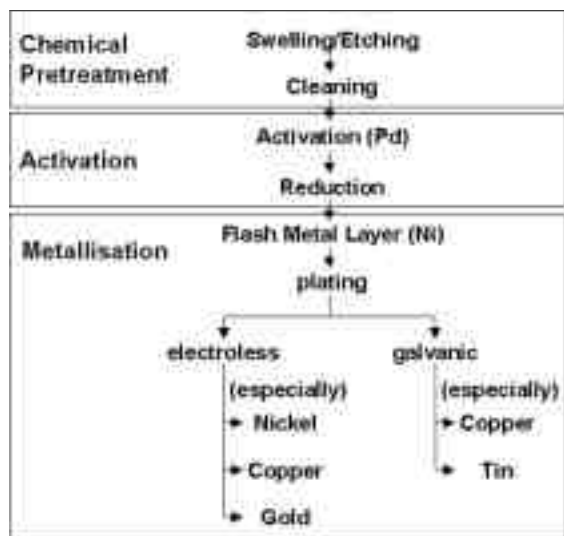 Chemical
Pretreatment
Swelling/Etching
Cleaning
Activation
Activation (Pd)
Reduction
Metallisation
Flash Metal Layer (Ni)
plating
electroless
galvanic
(especially)
(especially)
Nickel
Copper
Copper
Tin
Gold